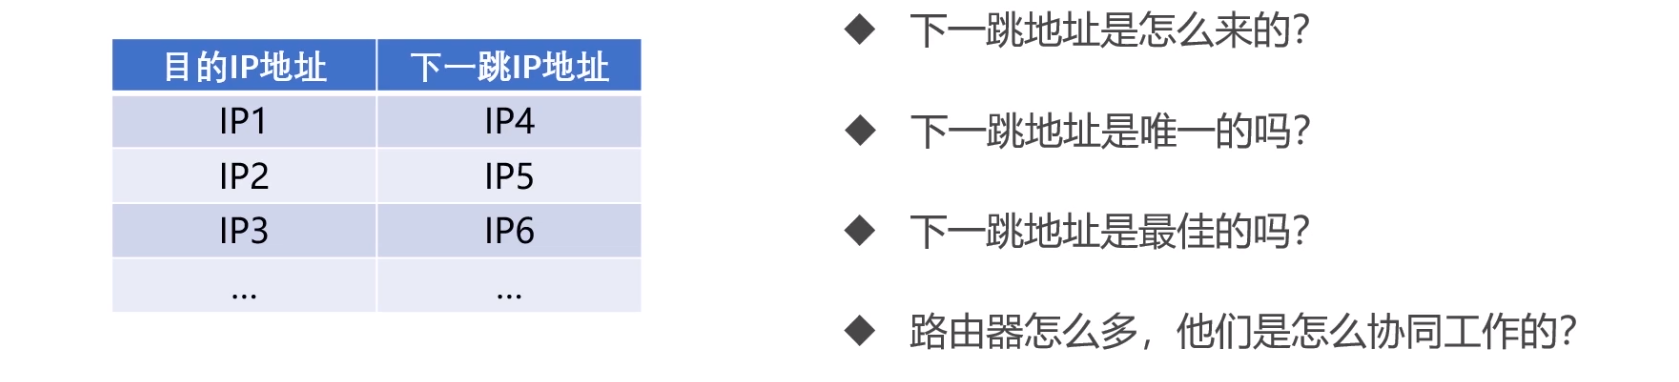 目的IP地址 下一跳IP地址
IP1 IP4
IP2 IP5
IP3 IP6
... ...
◆ 下一跳地址是怎么来的？
◆ 下一跳地址是唯一的吗？
◆ 下一跳地址是最佳的吗？
◆ 路由器怎么多，他们是怎么协同工作的？